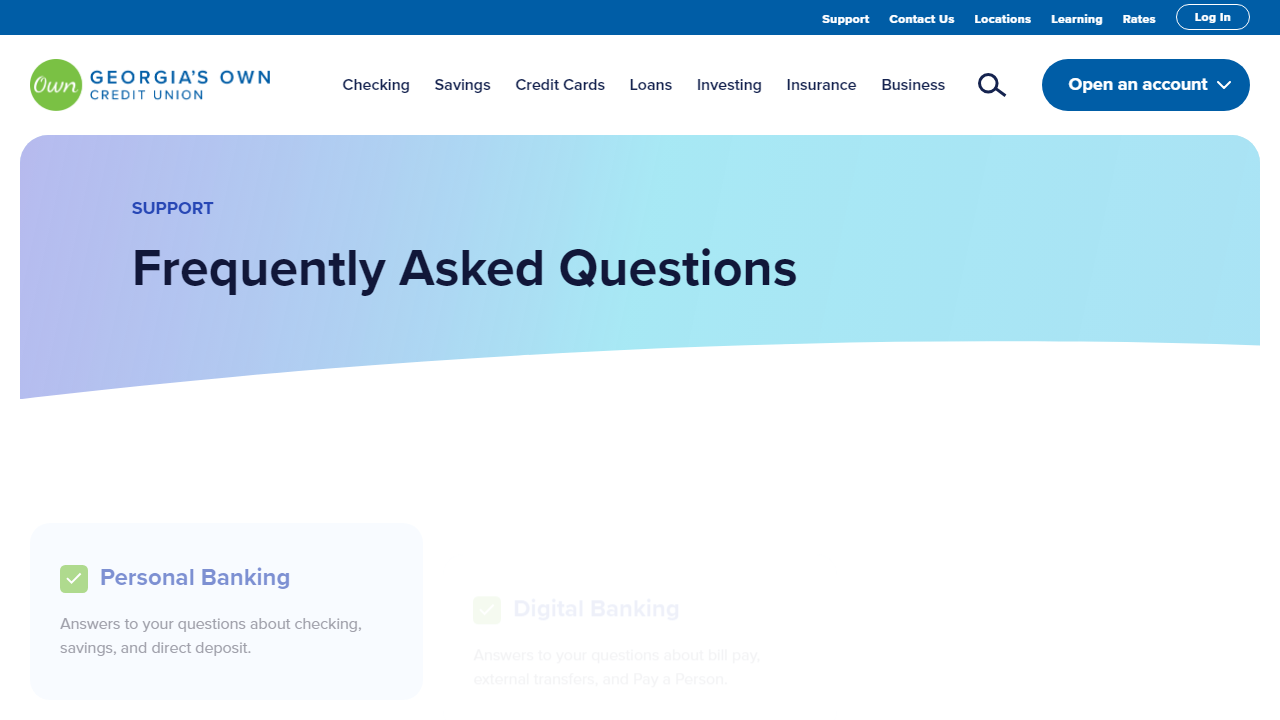 Support Contact Us Locations Learning Rates Log In
Own GEORGIA'S OWN
CREDIT UNION
Checking Savings Credit Cards Loans Investing Insurance Business Open an account
SUPPORT
Frequently Asked Questions
Personal Banking
Answers to your questions about checking,
savings, and direct deposit.
Digital Banking
Answers to your questions about bill pay,
external transfers, and Pay a Person.